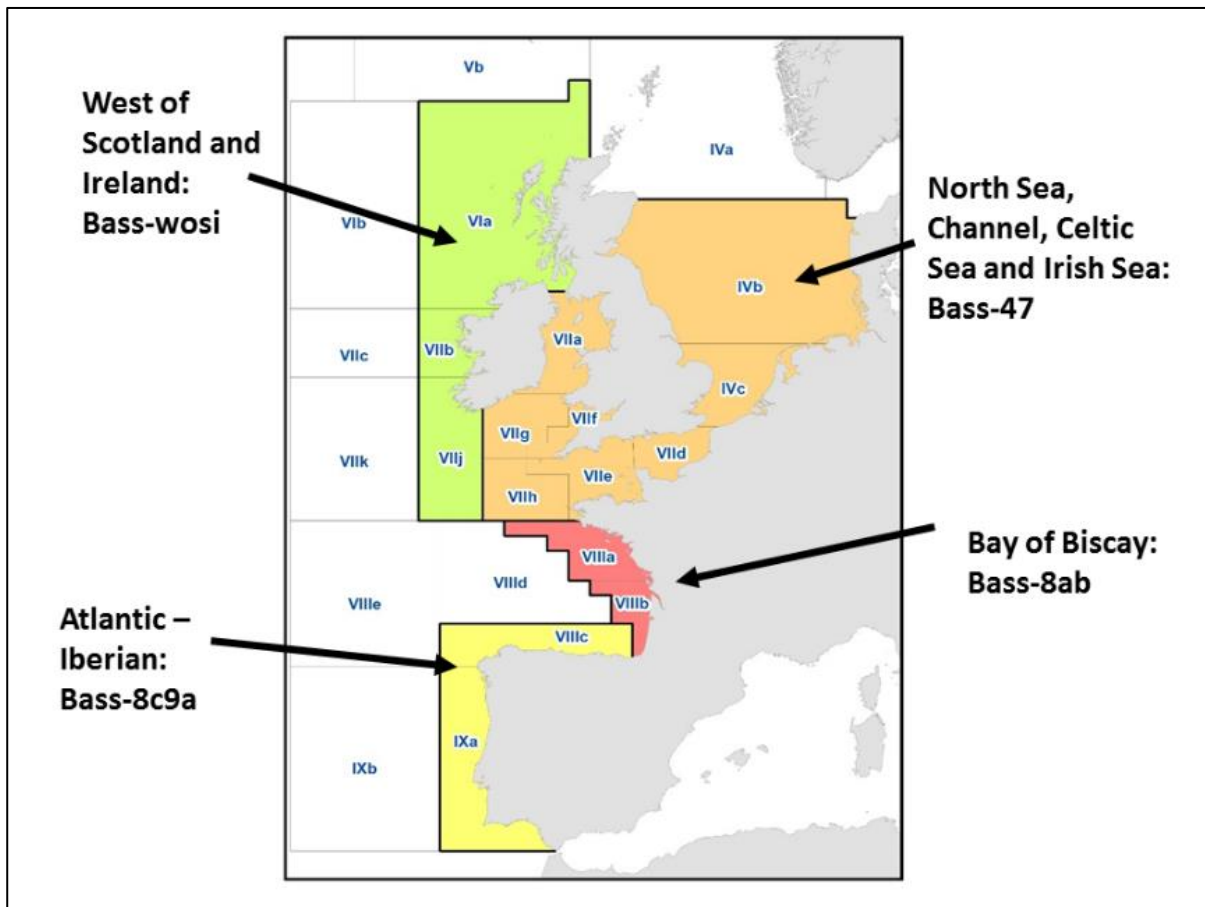 Vb
West of
Scotland and
Ireland:
Bass-wosi
IVa
North Sea,
Channel, Celtic
Sea and Irish Sea:
Bass-47
VIb
VIa
IVb
VIIc
VIIb
VIIa
IVc
VIIg
VIIf
VIIk
VIIj
VIIe
VIId
VIIh
Bay of Biscay:
Bass-8ab
VIIIa
VIIId
VIIIe
VIIIb
Atlantic –
Iberian:
Bass-8c9a
VIIIc
IXa
IXb